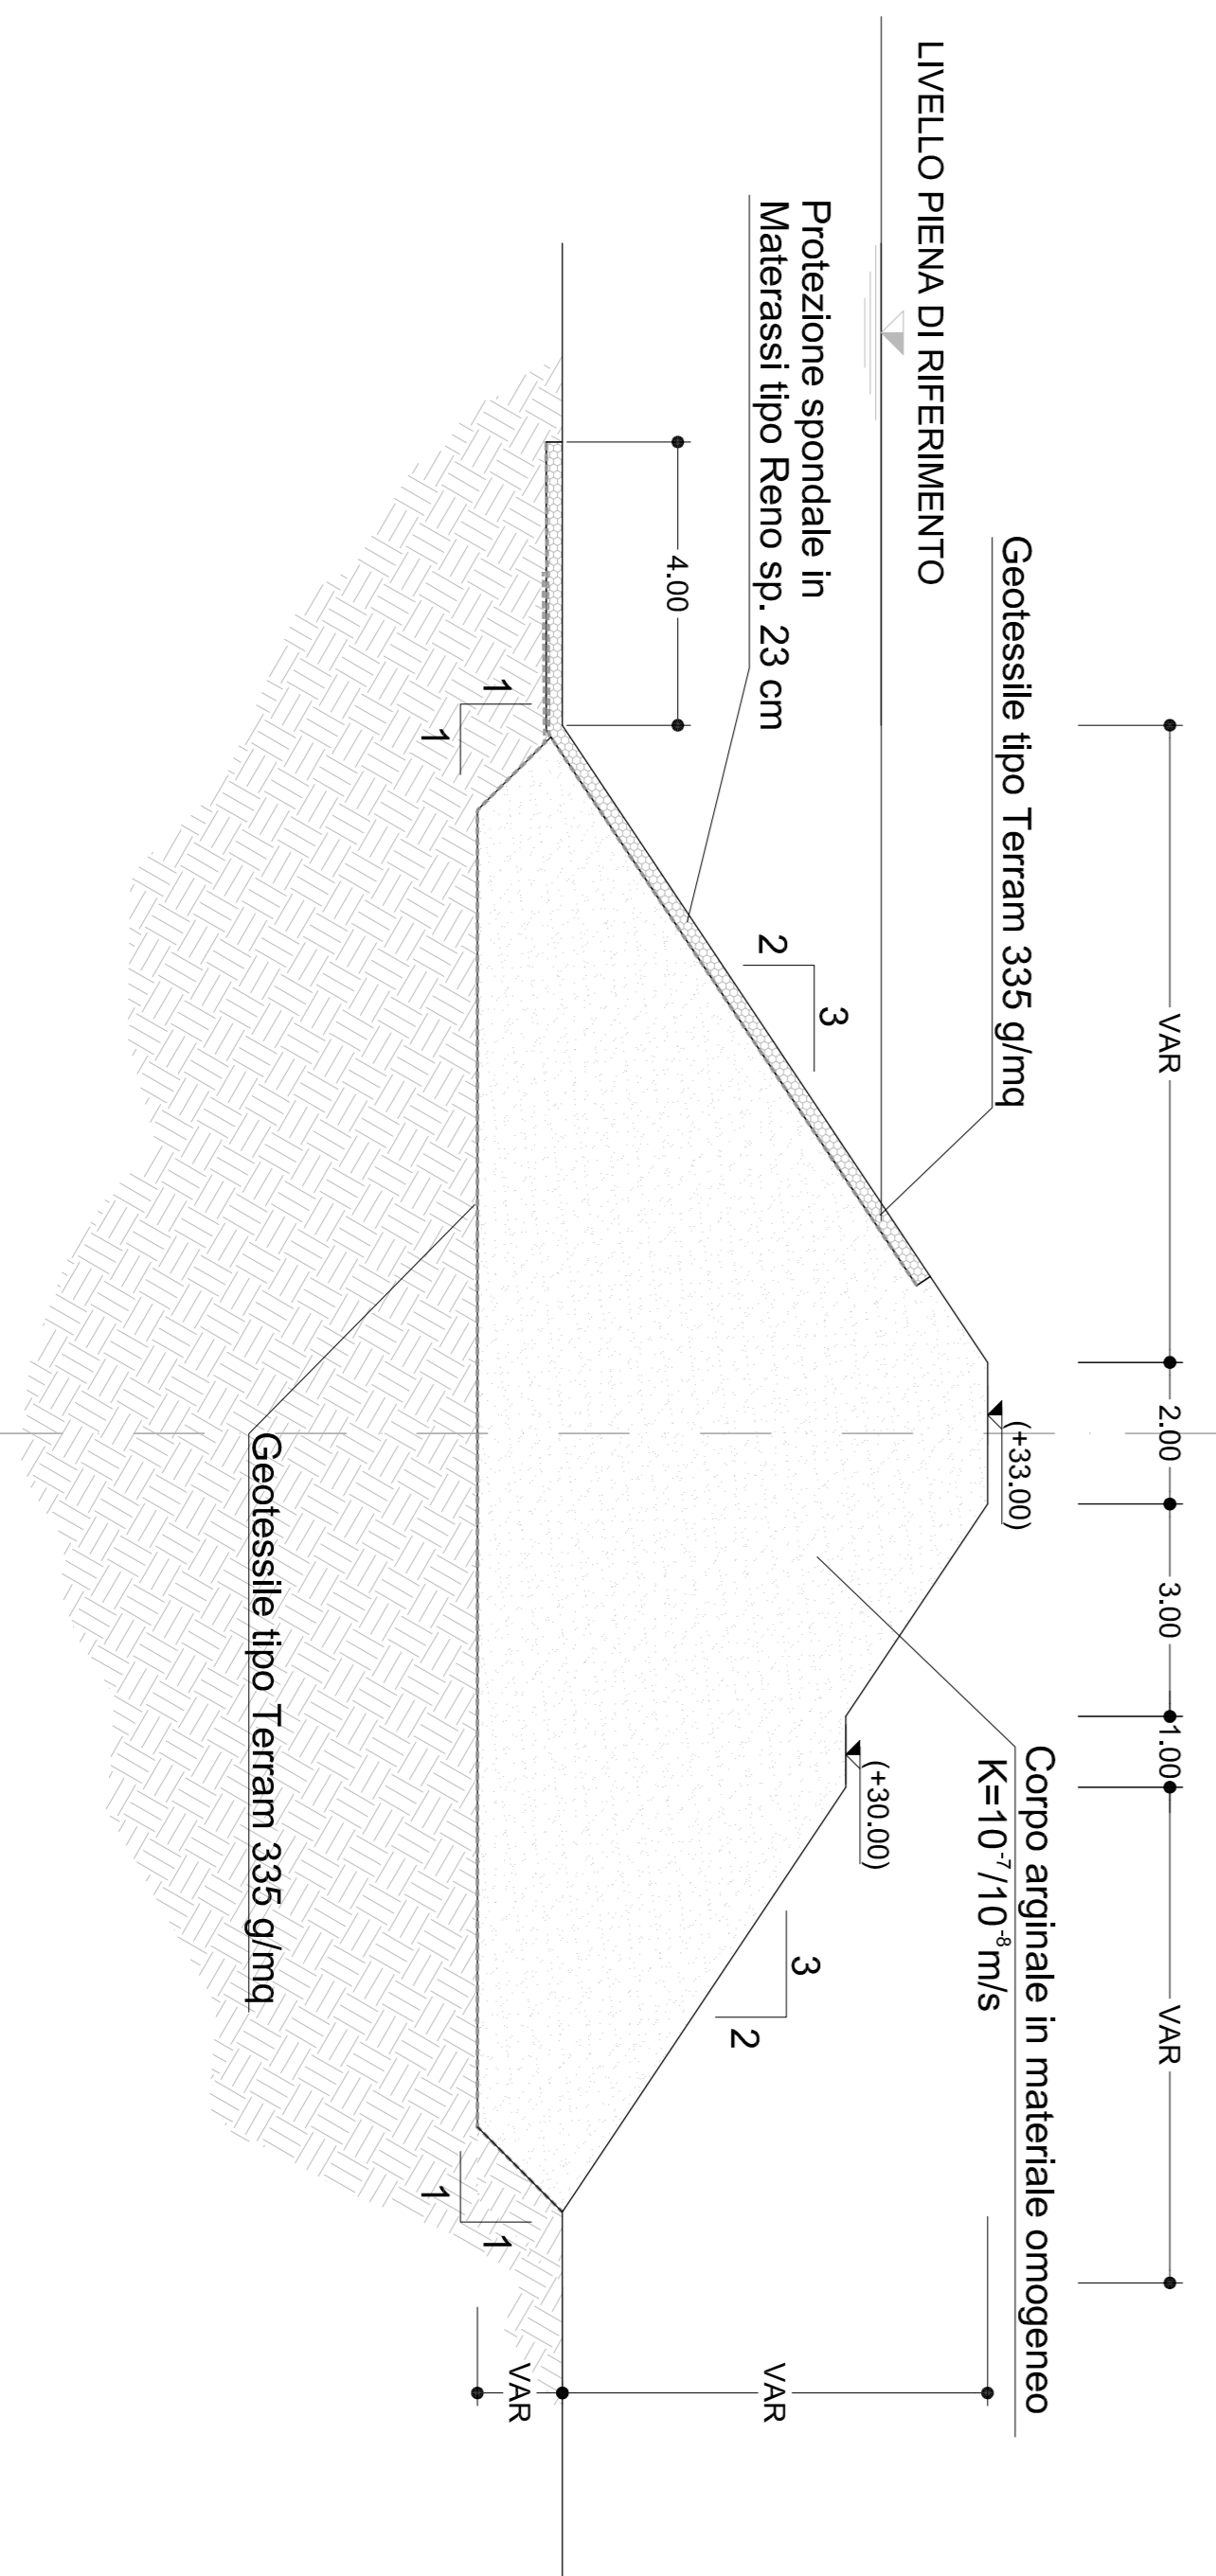 VAR
2.00
3.00
1.00
VAR
LIVELLO PIENA DI RIFERIMENTO
Geotessile tipo Terram 335 g/mq
(+33.00)
Corpo arginale in materiale omogeneo
K=10⁻⁷/10⁻⁸m/s
Protezione spondale in
Materassi tipo Reno sp. 23 cm
(+30.00)
3
2
3
2
VAR
4.00
1
1
1
1
VAR
Geotessile tipo Terram 335 g/mq